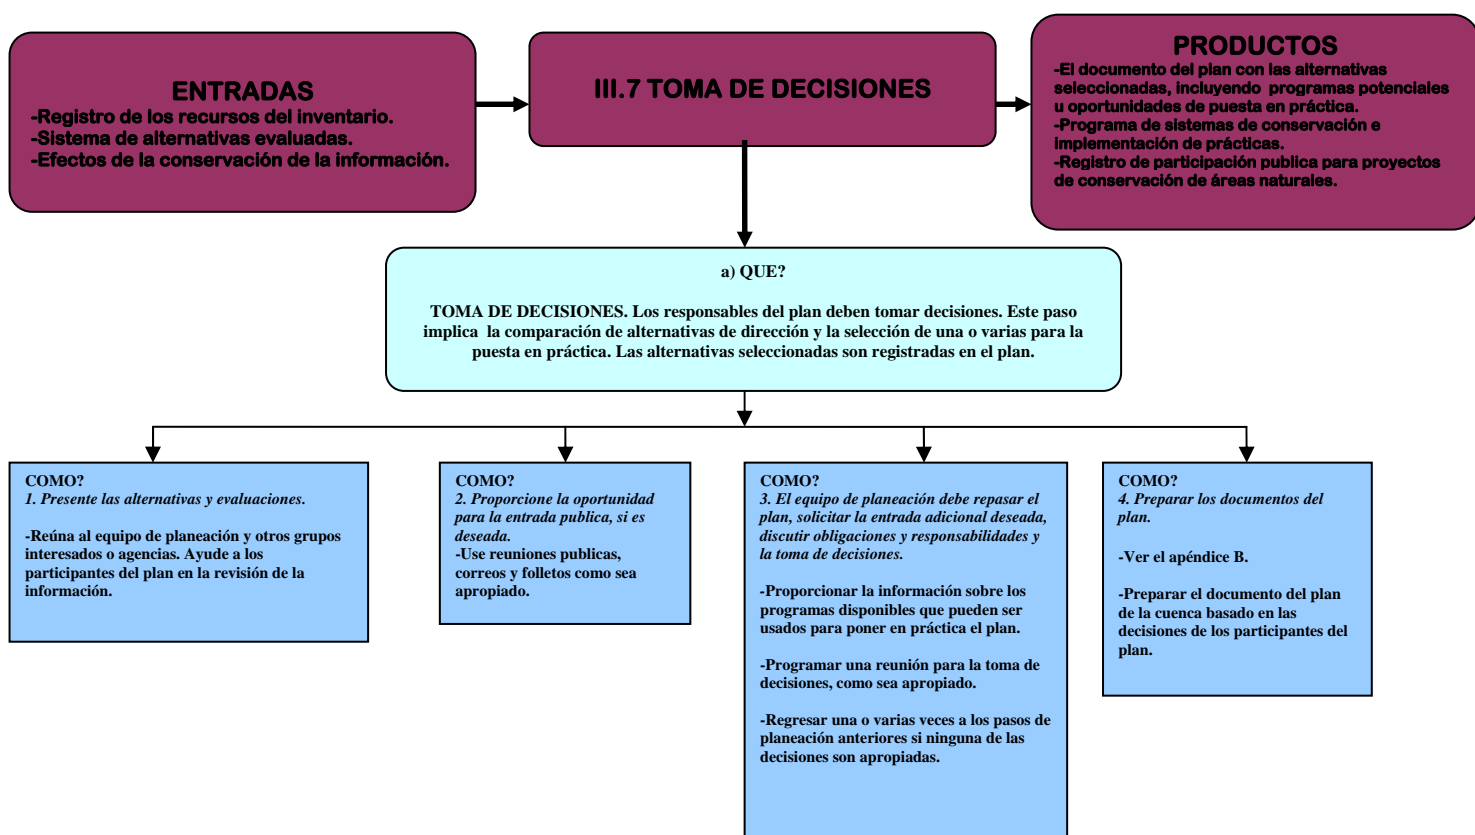 ENTRADAS
-Registro de los recursos del inventario.
-Sistema de alternativas evaluadas.
-Efectos de la conservación de la información.
III.7 TOMA DE DECISIONES
PRODUCTOS
-El documento del plan con las alternativas
seleccionadas, incluyendo programas potenciales
u oportunidades de puesta en práctica.
-Programa de sistemas de conservación e
implementación de prácticas.
-Registro de participación publica para proyectos
de conservación de áreas naturales.
a) QUE?
TOMA DE DECISIONES. Los responsables del plan deben tomar decisiones. Este paso
implica la comparación de alternativas de dirección y la selección de una o varias para la
puesta en práctica. Las alternativas seleccionadas son registradas en el plan.
COMO?
1. Presente las alternativas y evaluaciones.
-Reúna al equipo de planeación y otros grupos
interesados o agencias. Ayude a los
participantes del plan en la revisión de la
información.
COMO?
2. Proporcione la oportunidad
para la entrada publica, si es
deseada.
-Use reuniones publicas,
correos y folletos como sea
apropiado.
COMO?
3. El equipo de planeación debe repasar el
plan, solicitar la entrada adicional deseada,
discutir obligaciones y responsabilidades y
la toma de decisiones.
-Proporcionar la información sobre los
programas disponibles que pueden ser
usados para poner en práctica el plan.
-Programar una reunión para la toma de
decisiones, como sea apropiado.
-Regresar una o varias veces a los pasos de
planeación anteriores si ninguna de las
decisiones son apropiadas.
COMO?
4. Preparar los documentos del
plan.
-Ver el apéndice B.
-Preparar el documento del plan
de la cuenca basado en las
decisiones de los participantes del
plan.